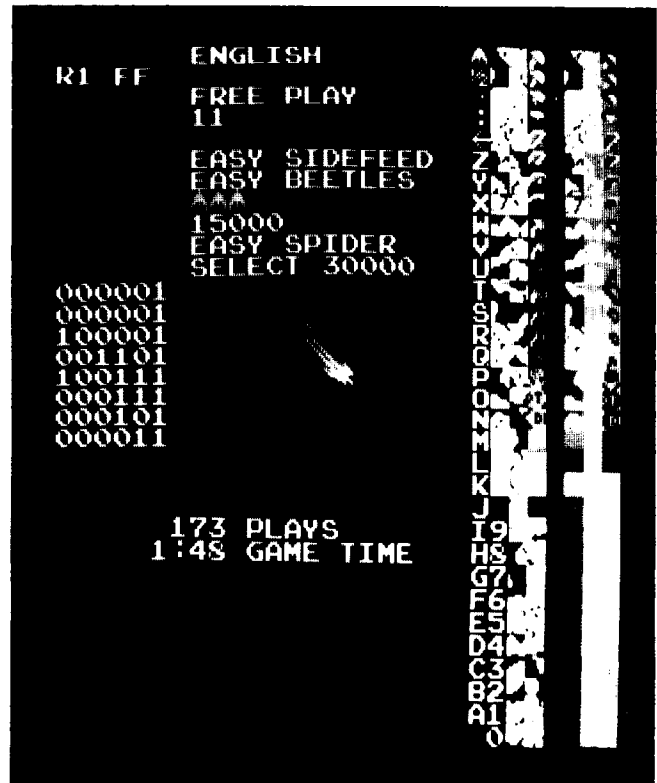 ENGLISH
R1 FF
FREE PLAY
11
EASY SIDEFEED
EASY BEETLES
15000
EASY SPIDER
SELECT 30000
000001
000001
100001
001101
100111
000111
000101
000011
173 PLAYS
1:48 GAME TIME
Z
Y
X
W
V
U
T
S
R
Q
P
O
N
M
L
K
J
I9
H8
G7
F6
E5
D4
C3
B2
A1
0